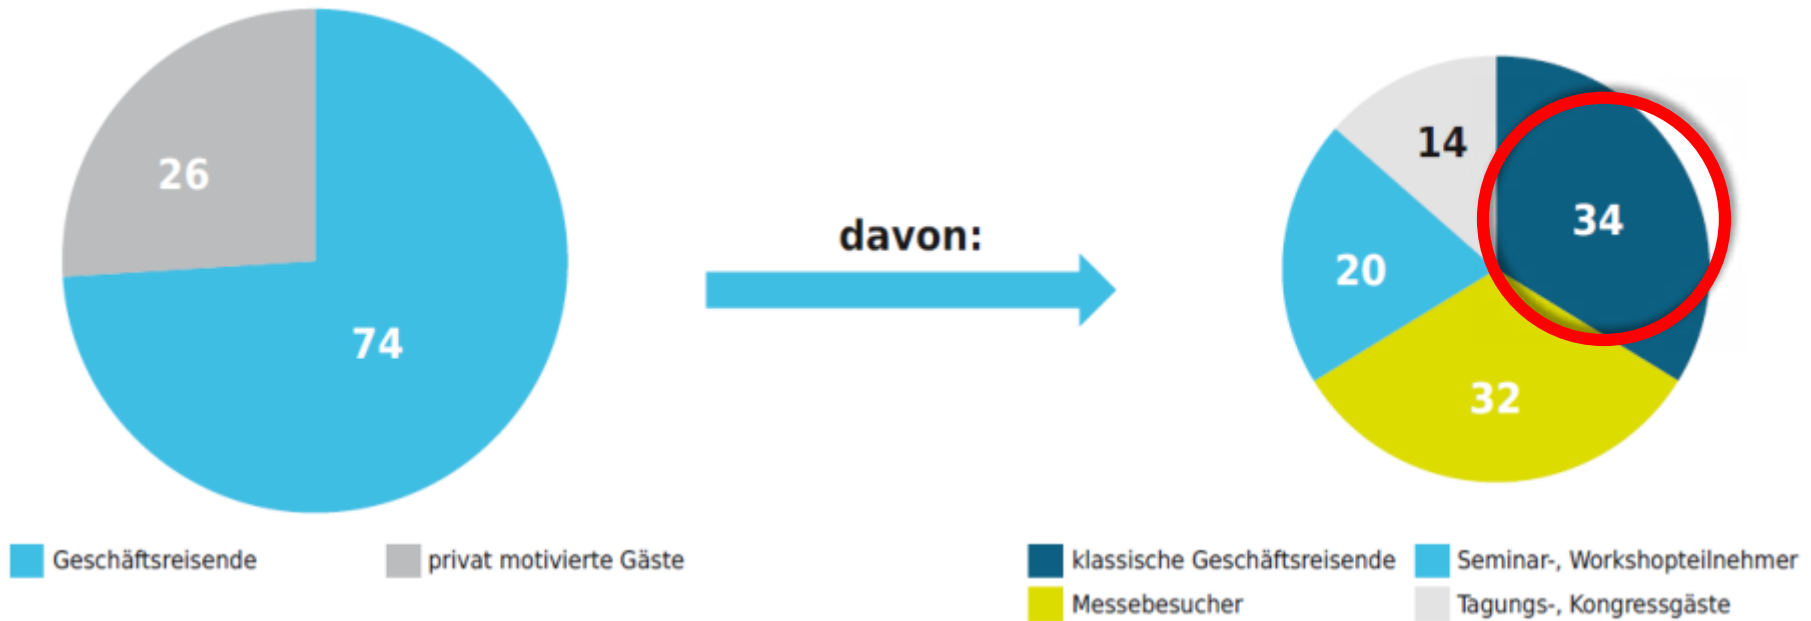 26
74
davon:
14
34
20
32
Geschäftsreisende
privat motivierte Gäste
klassische Geschäftsreisende
Seminar-, Workshopteilnehmer
Messebesucher
Tagungs-, Kongressgäste